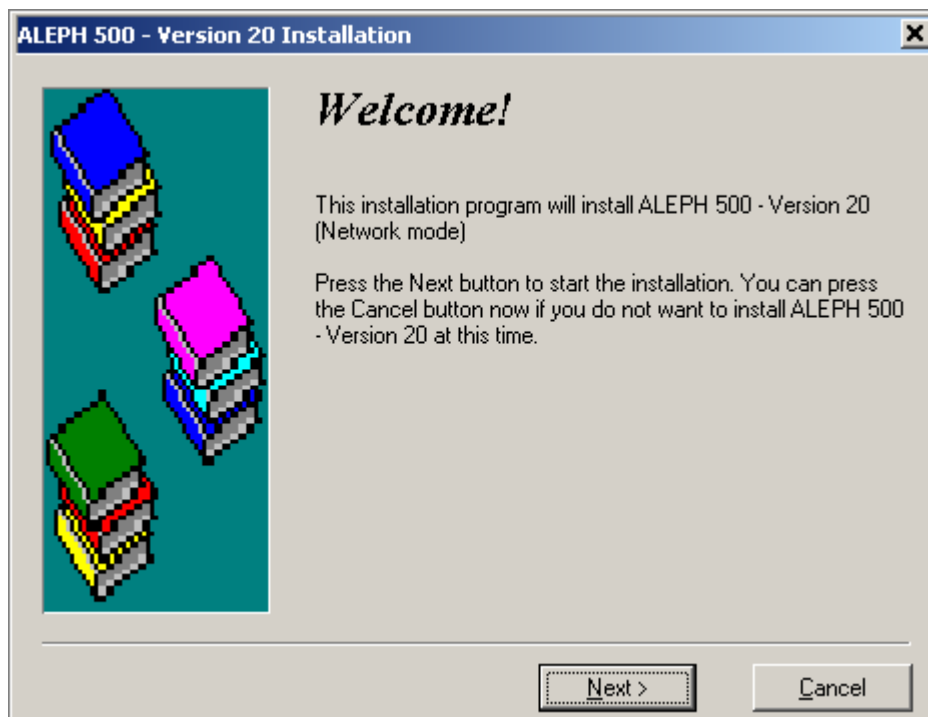 ALEPH 500 - Version 20 Installation
Welcome!
This installation program will install ALEPH 500 - Version 20
(Network mode)
Press the Next button to start the installation. You can press
the Cancel button now if you do not want to install ALEPH 500
- Version 20 at this time.
Next >
Cancel